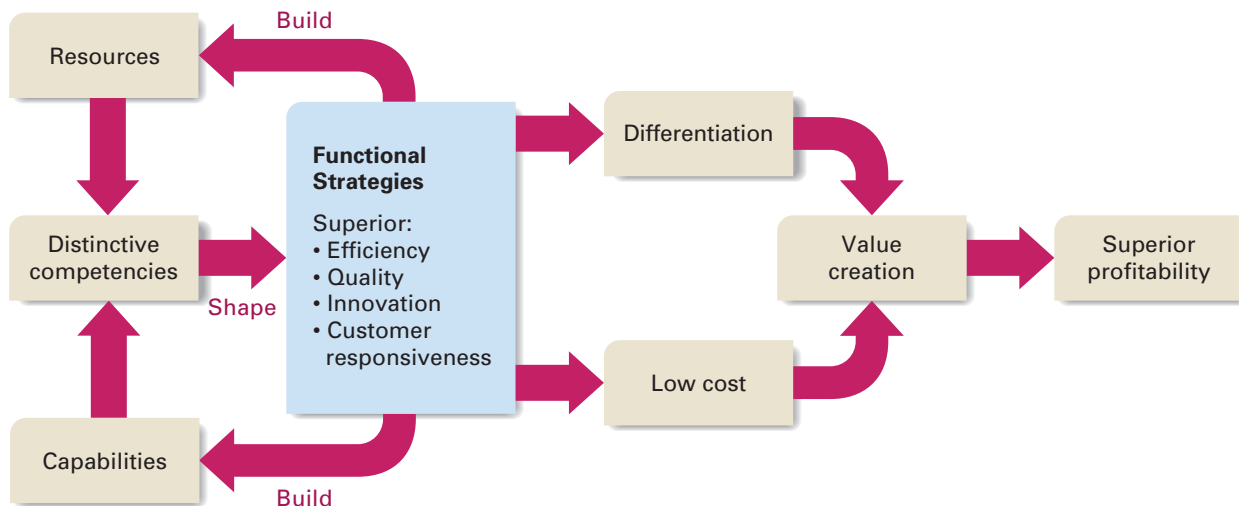 Build
Resources
Distinctive
competencies
Shape
Capabilities
Build
Functional
Strategies
Superior:
• Efficiency
• Quality
• Innovation
• Customer
responsiveness
Differentiation
Low cost
Value
creation
Superior
profitability